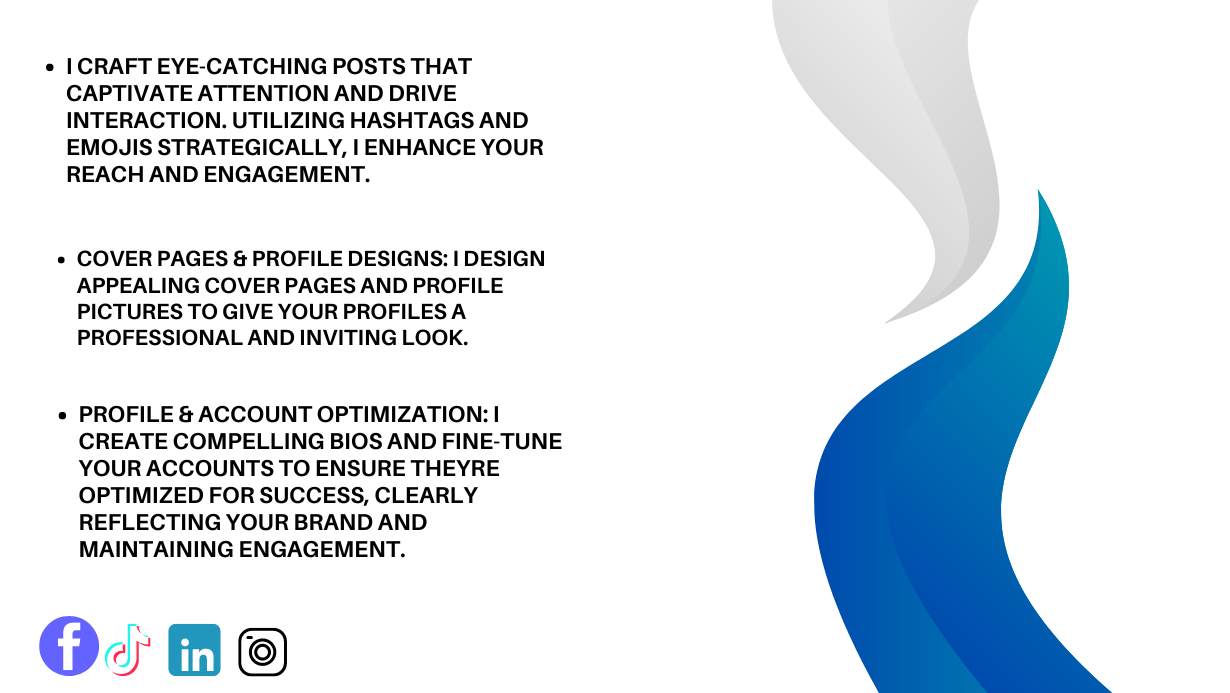 • I CRAFT EYE-CATCHING POSTS THAT
CAPTIVATE ATTENTION AND DRIVE
INTERACTION. UTILIZING HASHTAGS AND
EMOJIS STRATEGICALLY, I ENHANCE YOUR
REACH AND ENGAGEMENT.
• COVER PAGES & PROFILE DESIGNS: I DESIGN
APPEALING COVER PAGES AND PROFILE
PICTURES TO GIVE YOUR PROFILES A
PROFESSIONAL AND INVITING LOOK.
• PROFILE & ACCOUNT OPTIMIZATION: I
CREATE COMPELLING BIOS AND FINE-TUNE
YOUR ACCOUNTS TO ENSURE THEYRE
OPTIMIZED FOR SUCCESS, CLEARLY
REFLECTING YOUR BRAND AND
MAINTAINING ENGAGEMENT.
f
in